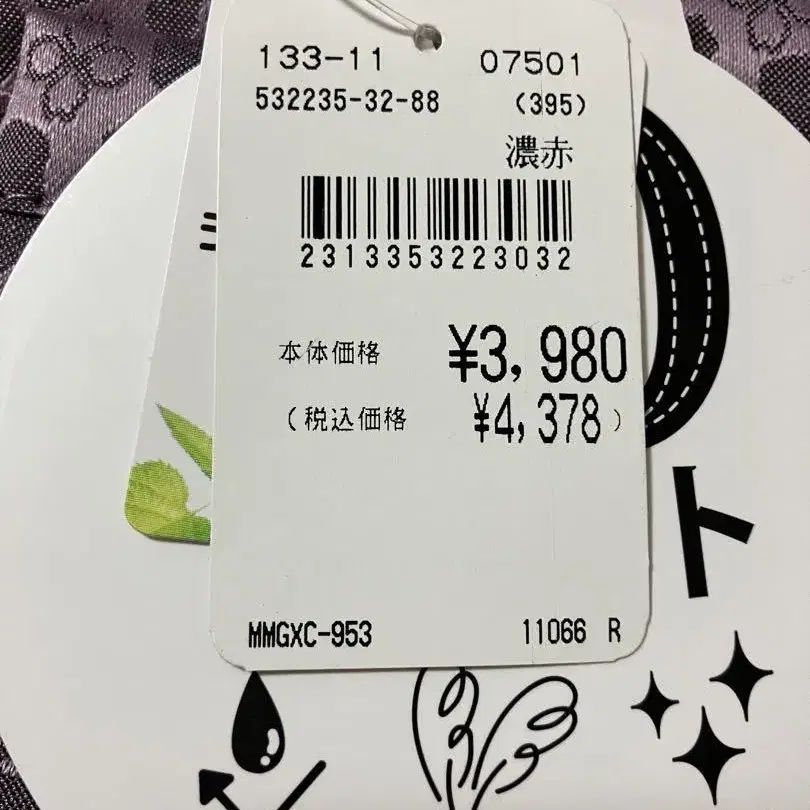 133-11 07501
532235-32-88 (395)
濃赤
2313353223032
本体価格 ¥3,980
(税込価格 ¥4,378)
ト
MMGXC-953 11066 R